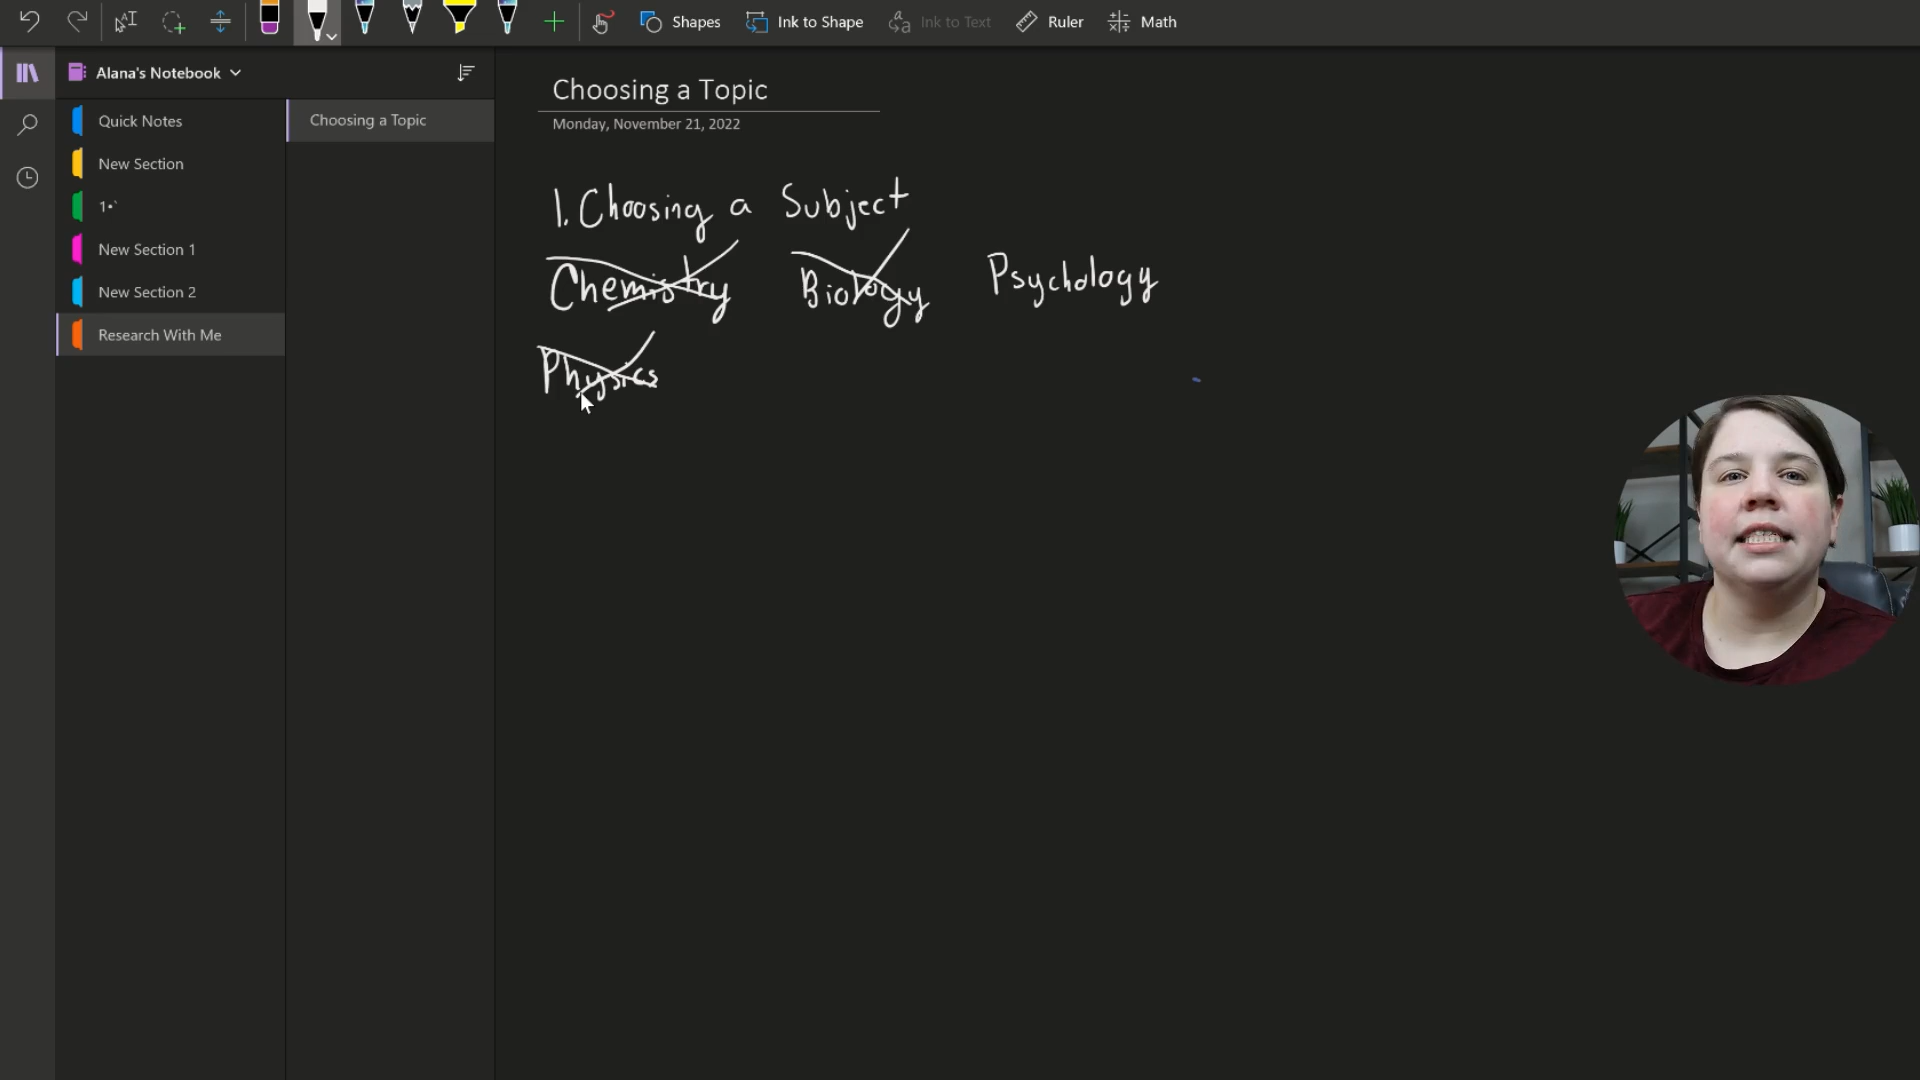 Shapes Ink to Shape Ink to Text Ruler Math
Alana's Notebook
Quick Notes
New Section
1•`
New Section 1
New Section 2
Research With Me
Choosing a Topic
Choosing a Topic
Monday, November 21, 2022
1. Choosing a Subject
Chemistry Biology Psychology
Physics